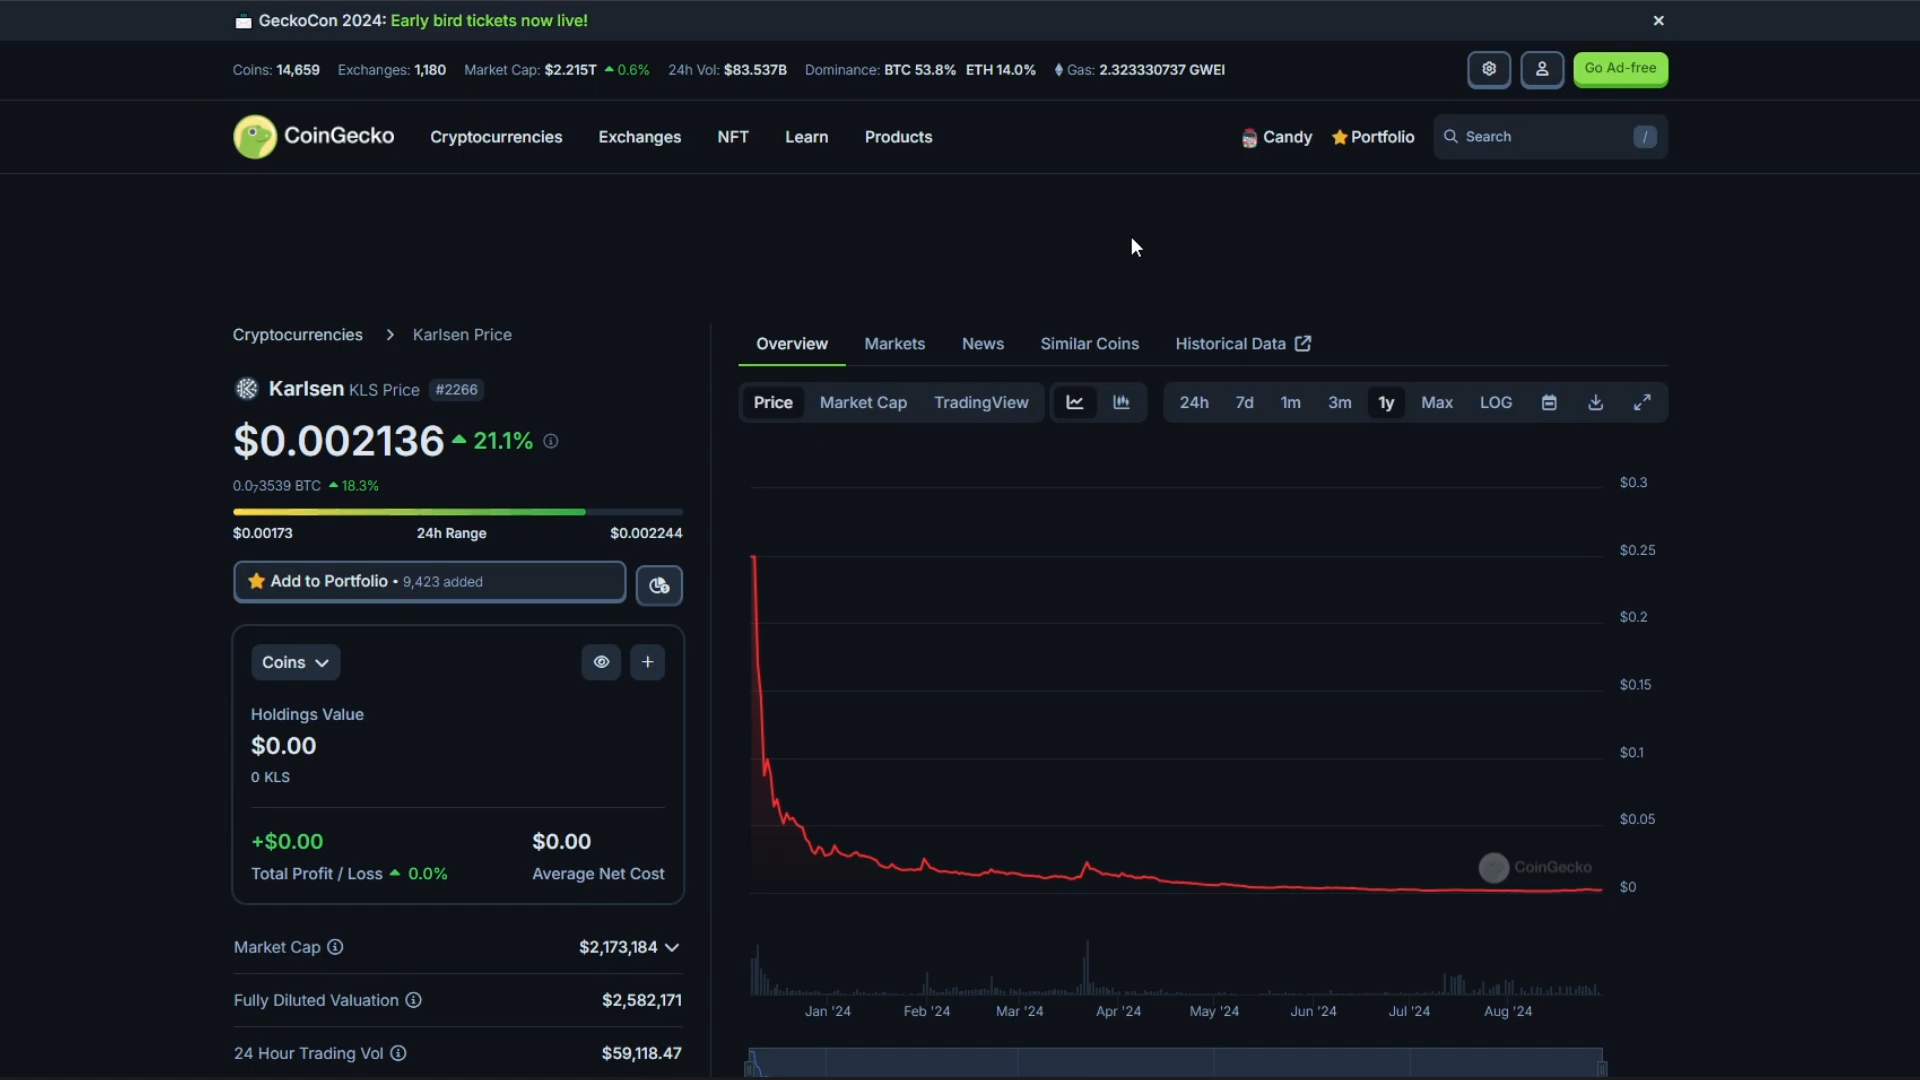 GeckoCon 2024: Early bird tickets now live!
Coins: 14,659 Exchanges: 1,180 Market Cap: $2.215T 0.6% 24h Vol: $83.537B Dominance: BTC 53.8% ETH 14.0% Gas: 2.323330737 GWEI
Go Ad-free
CoinGecko Cryptocurrencies Exchanges NFT Learn Products Candy Portfolio Search /
Cryptocurrencies > Karlsen Price
Karlsen KLS Price #2266
$0.002136 21.1%
0.0₇3539 BTC 18.3%
$0.00173 24h Range $0.002244
Add to Portfolio • 9,423 added
Coins
Holdings Value
$0.00
0 KLS
+$0.00 $0.00
Total Profit / Loss 0.0% Average Net Cost
Market Cap $2,173,184
Fully Diluted Valuation $2,582,171
24 Hour Trading Vol $59,118.47
Overview Markets News Similar Coins Historical Data
Price Market Cap TradingView 24h 7d 1m 3m 1y Max LOG
$0.3
$0.25
$0.2
$0.15
$0.1
$0.05
CoinGecko
$0
Jan '24 Feb '24 Mar '24 Apr '24 May '24 Jun '24 Jul '24 Aug '24